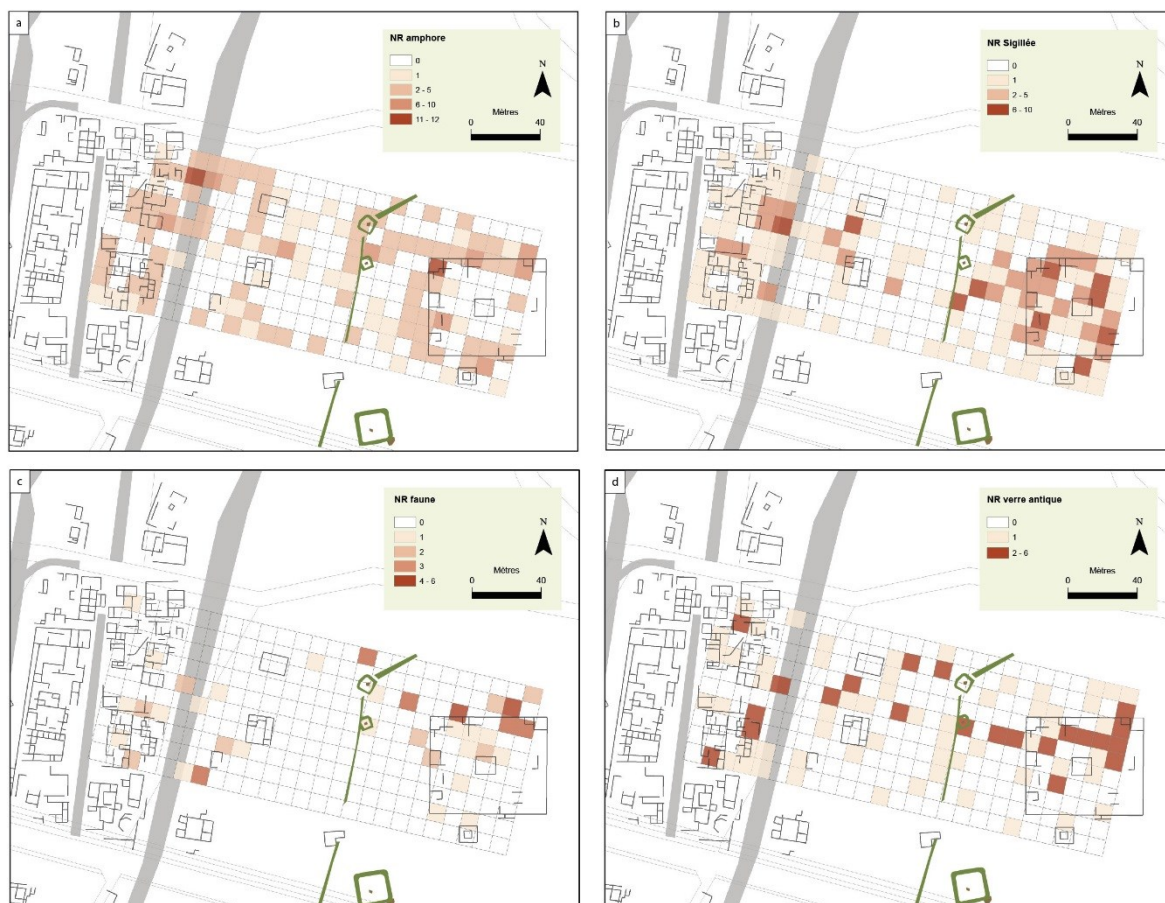 a
NR amphore
0
1
2 - 5
6 - 10
11 - 12
N
Mètres
0 40
b
NR Sigillée
0
1
2 - 5
6 - 10
N
Mètres
0 40
c
NR faune
0
1
2
3
4 - 6
N
Mètres
0 40
d
NR verre antique
0
1
2 - 6
N
Mètres
0 40